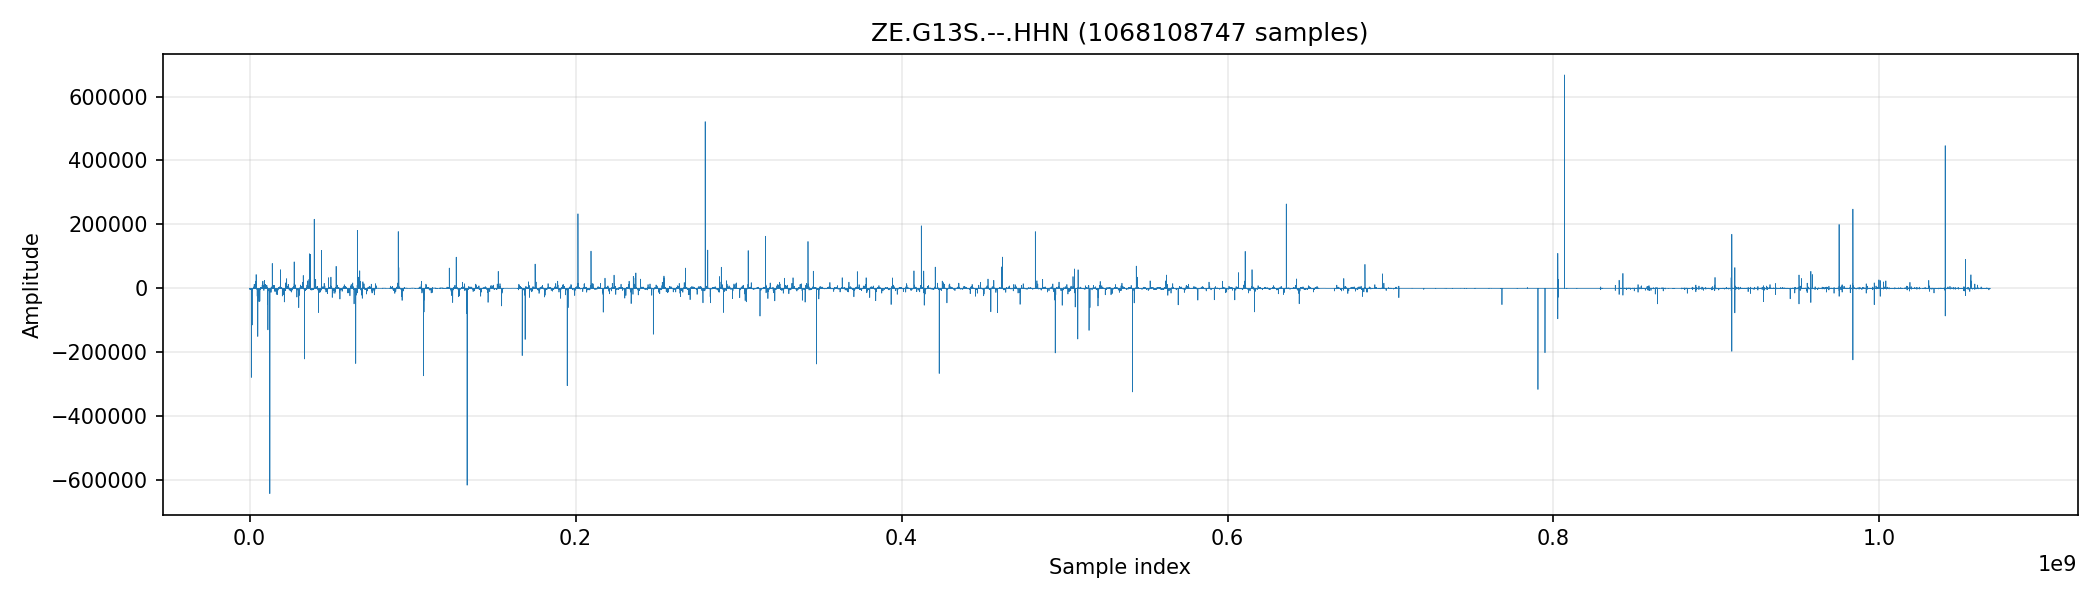 ZE.G13S.--.HHN (1068108747 samples)
600000
400000
200000
0
−200000
−400000
−600000
Amplitude
0.0 0.2 0.4 0.6 0.8 1.0
1e9
Sample index